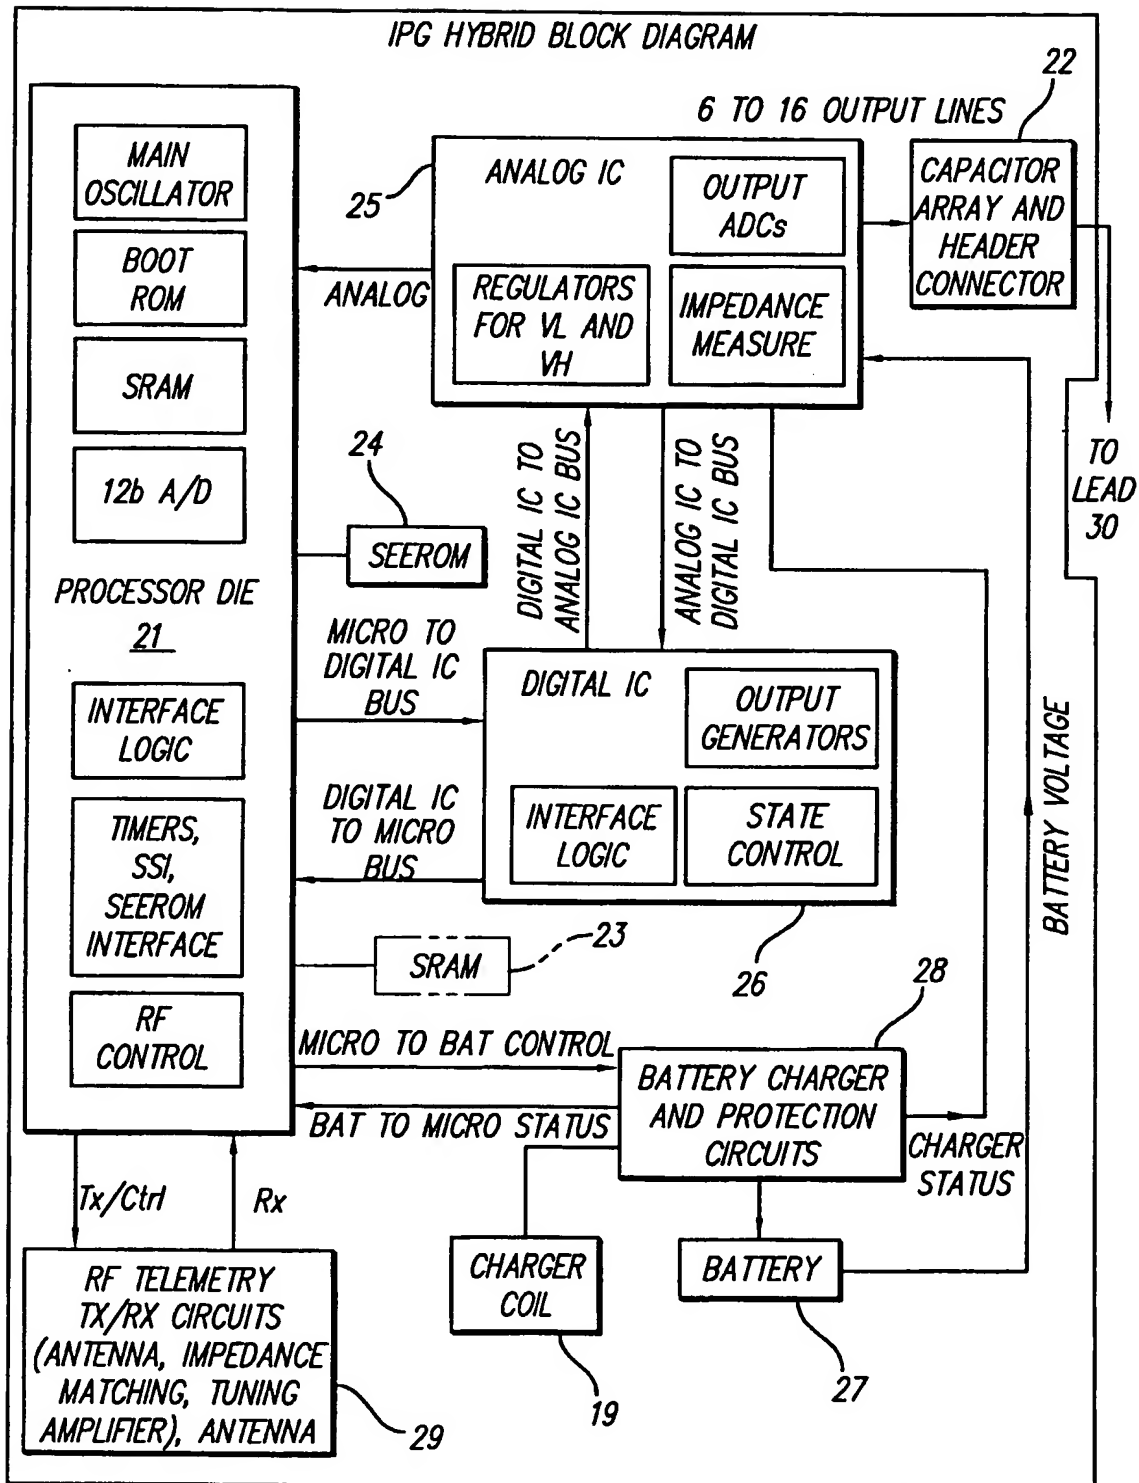 IPG HYBRID BLOCK DIAGRAM
22
6 TO 16 OUTPUT LINES
MAIN
OSCILLATOR
BOOT
ROM
SRAM
12b A/D
PROCESSOR DIE
21
INTERFACE
LOGIC
TIMERS,
SSI,
SEEROM
INTERFACE
RF
CONTROL
25
ANALOG IC
OUTPUT
ADCs
REGULATORS
FOR VL AND
VH
IMPEDANCE
MEASURE
CAPACITOR
ARRAY AND
HEADER
CONNECTOR
ANALOG
TO
LEAD
30
24
SEEROM
DIGITAL IC TO
ANALOG IC BUS
ANALOG IC TO
DIGITAL IC BUS
MICRO TO
DIGITAL IC
BUS
DIGITAL IC
TO MICRO
BUS
DIGITAL IC
OUTPUT
GENERATORS
INTERFACE
LOGIC
STATE
CONTROL
26
BATTERY VOLTAGE
SRAM
23
28
MICRO TO BAT CONTROL
BAT TO MICRO STATUS
BATTERY CHARGER
AND PROTECTION
CIRCUITS
CHARGER
STATUS
Tx/Ctrl
Rx
RF TELEMETRY
TX/RX CIRCUITS
(ANTENNA, IMPEDANCE
MATCHING, TUNING
AMPLIFIER), ANTENNA
29
CHARGER
COIL
19
BATTERY
27